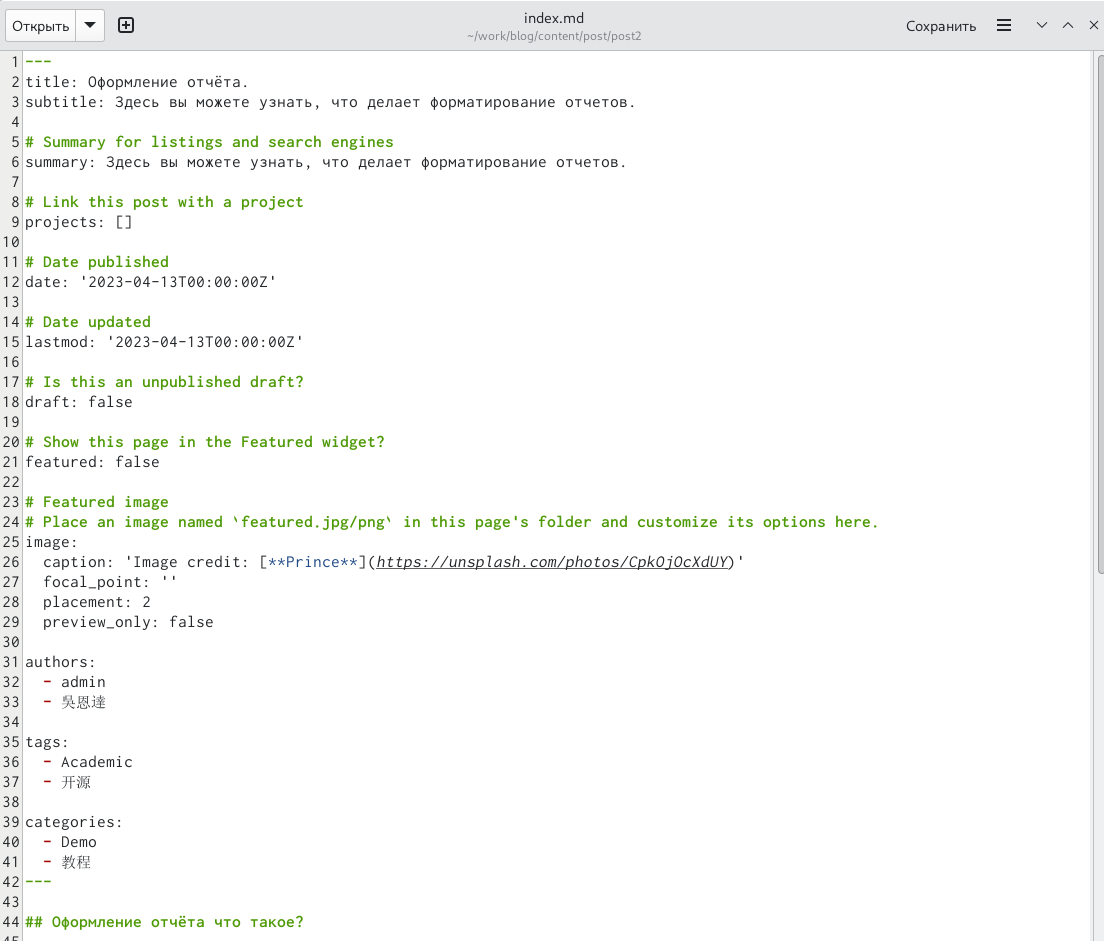 Открыть
index.md
~/work/blog/content/post/post2
Сохранить
1 ---
2 title: Оформление отчёта.
3 subtitle: Здесь вы можете узнать, что делает форматирование отчетов.
4
5 # Summary for listings and search engines
6 summary: Здесь вы можете узнать, что делает форматирование отчетов.
7
8 # Link this post with a project
9 projects: []
10
11 # Date published
12 date: '2023-04-13T00:00:00Z'
13
14 # Date updated
15 lastmod: '2023-04-13T00:00:00Z'
16
17 # Is this an unpublished draft?
18 draft: false
19
20 # Show this page in the Featured widget?
21 featured: false
22
23 # Featured image
24 # Place an image named `featured.jpg/png` in this page's folder and customize its options here.
25 image:
26   caption: 'Image credit: [**Prince**](https://unsplash.com/photos/CpkOjOcXdUY)'
27   focal_point: ''
28   placement: 2
29   preview_only: false
30
31 authors:
32   - admin
33   - 吳恩達
34
35 tags:
36   - Academic
37   - 开源
38
39 categories:
40   - Demo
41   - 教程
42 ---
43
44 ## Оформление отчёта что такое?
45